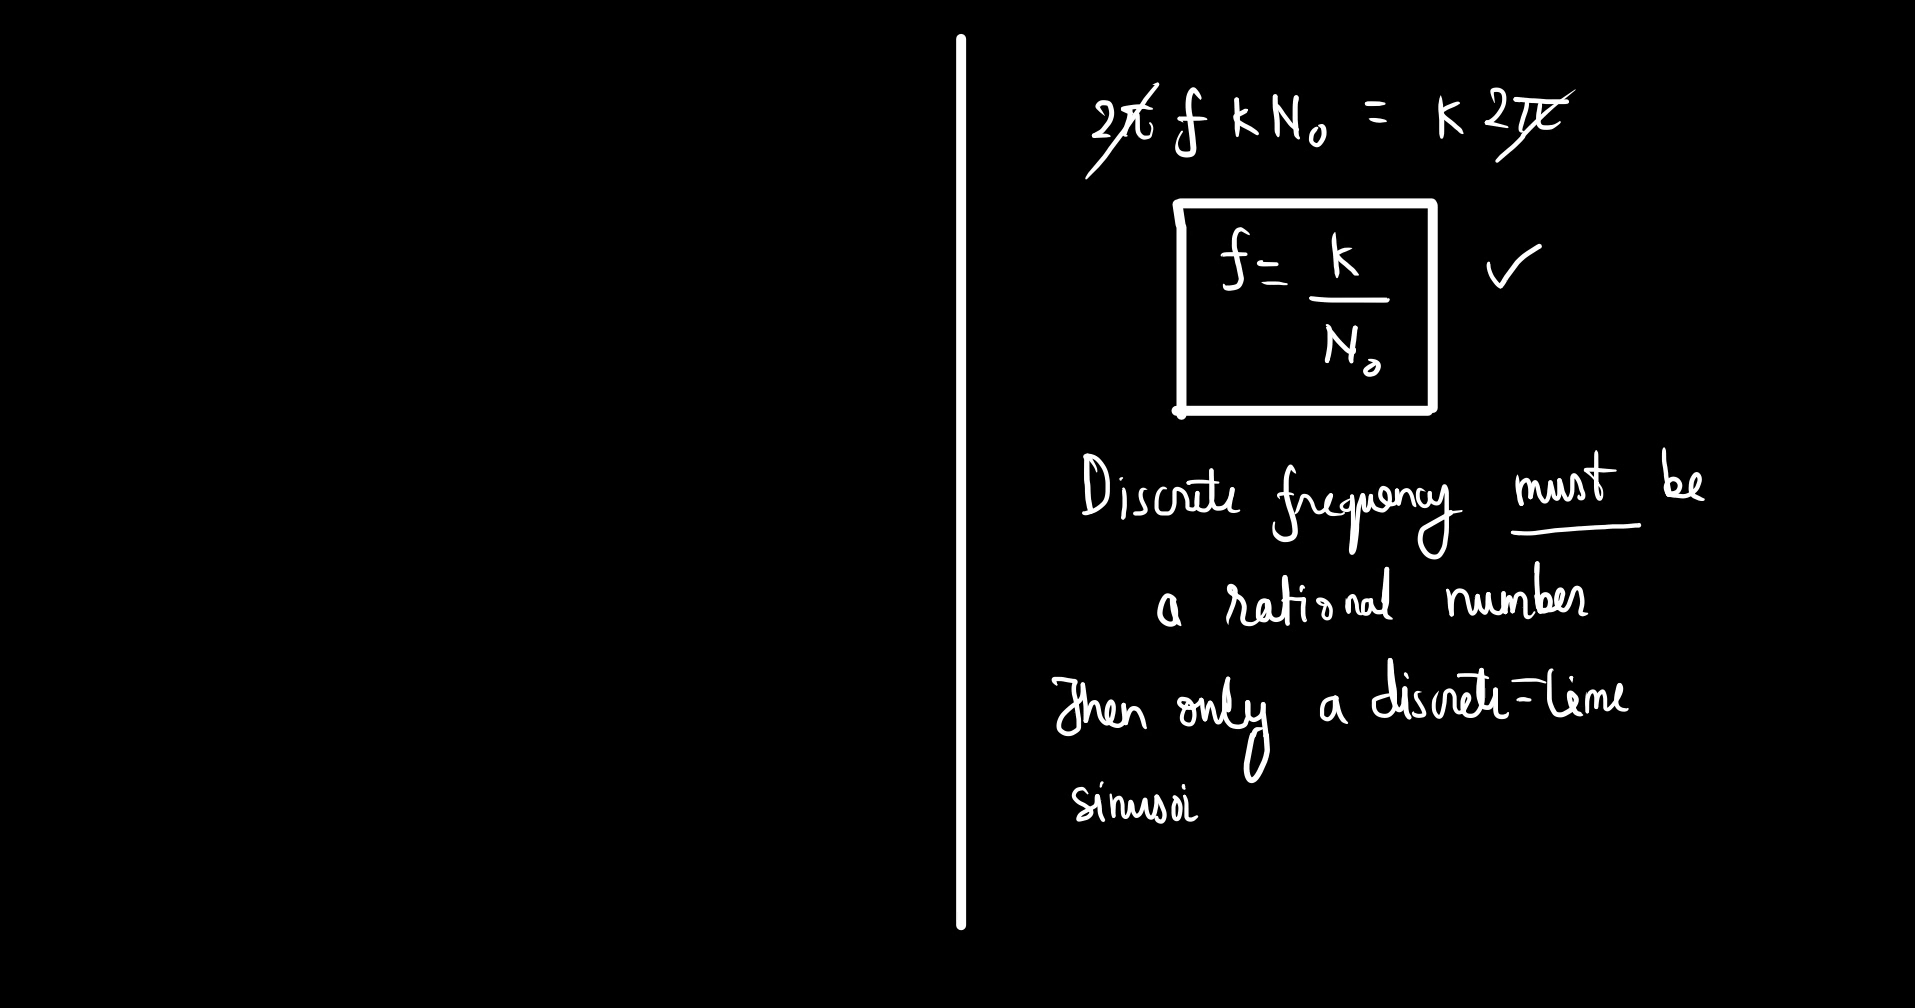 2π f k N₀ = k 2π
f = k
N₀
Discrete frequency must be
a rational number
Then only a discrete-time
sinusoi